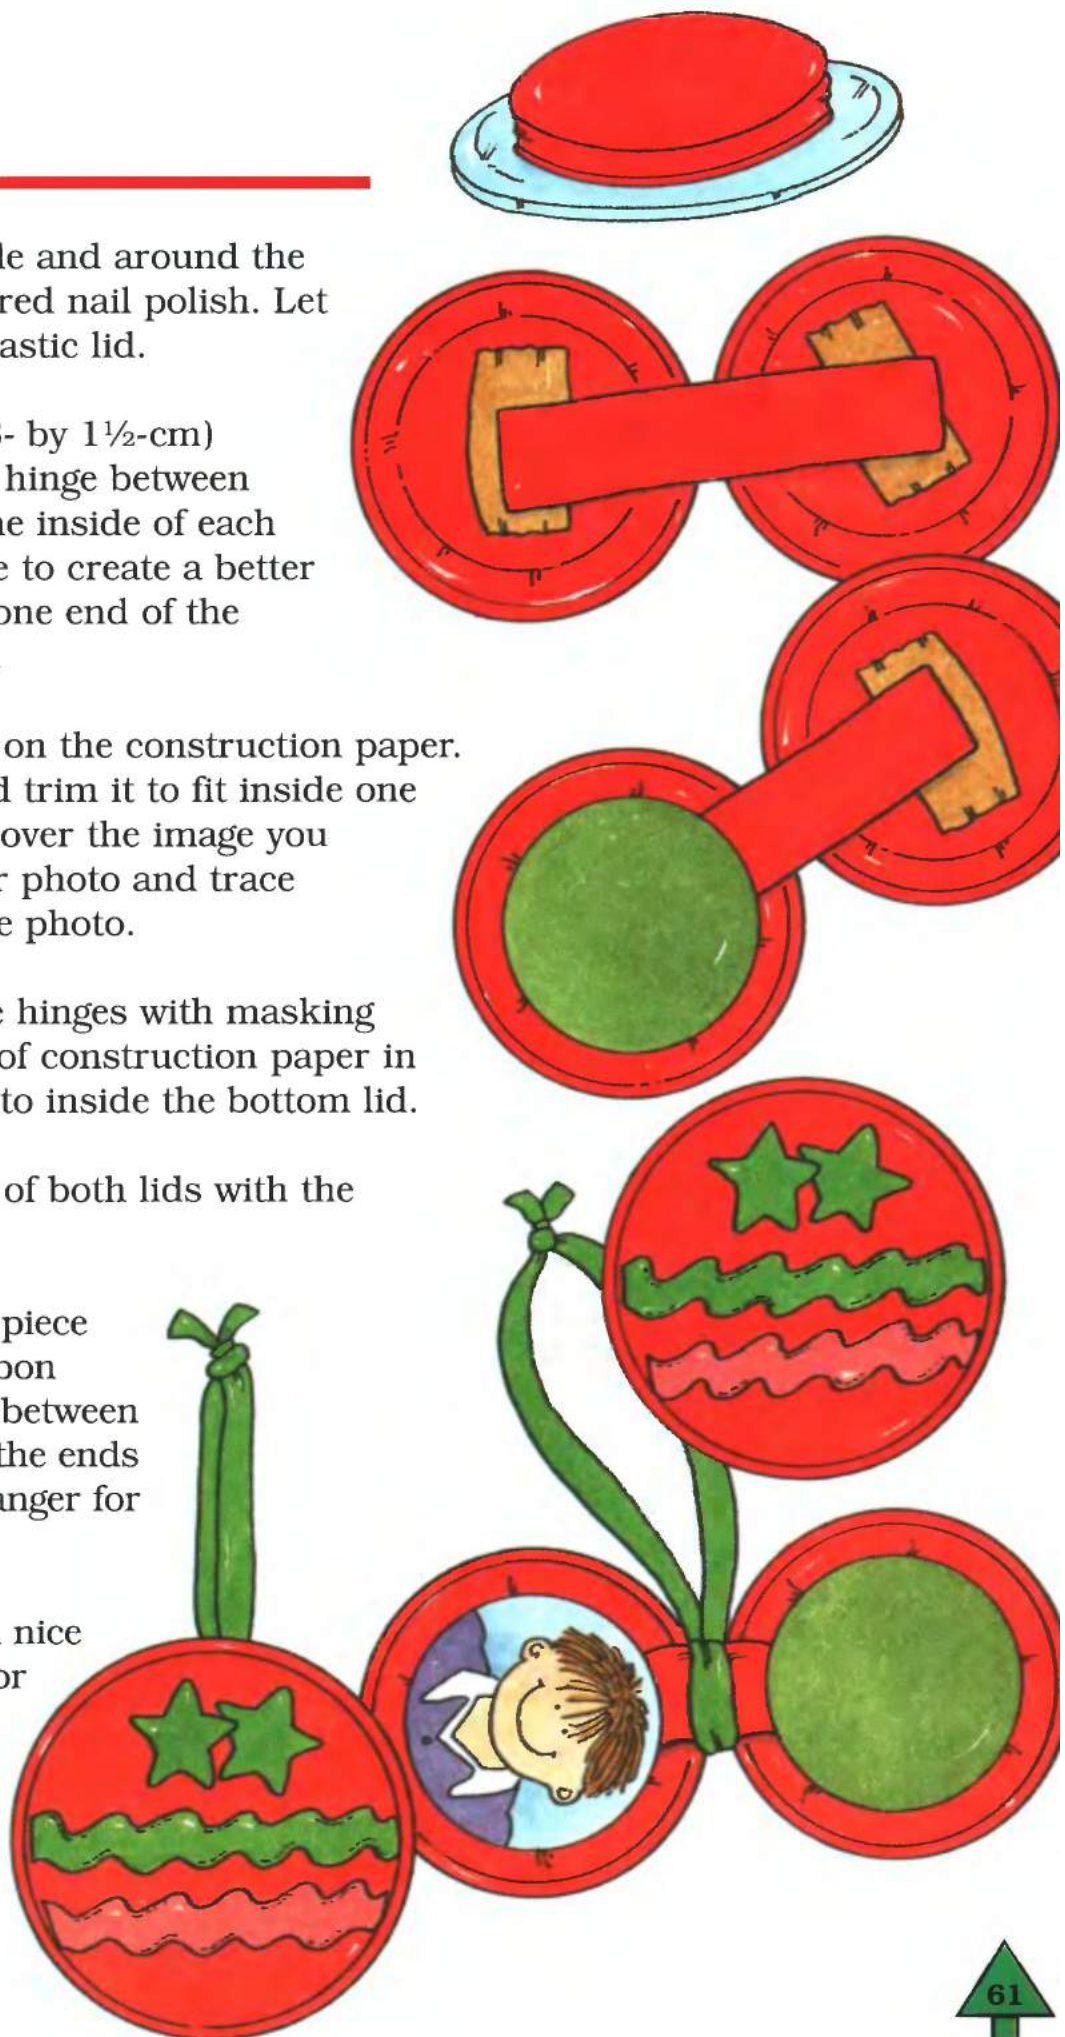 le and around the
red nail polish. Let
astic lid.
- by 1½-cm)
hinge between
ne inside of each
e to create a better
one end of the
on the construction paper.
d trim it to fit inside one
over the image you
r photo and trace
e photo.
e hinges with masking
of construction paper in
to inside the bottom lid.
of both lids with the
piece
bon
between
the ends
anger for
nice
or
61